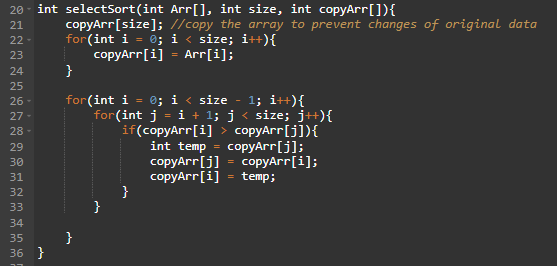 20 int selectSort(int Arr[], int size, int copyArr[]){
21 copyArr[size]; //copy the array to prevent changes of original data
22 for(int i = 0; i < size; i++){
23 copyArr[i] = Arr[i];
24 }
25
26 for(int i = 0; i < size - 1; i++){
27 for(int j = i + 1; j < size; j++){
28 if(copyArr[i] > copyArr[j]){
29 int temp = copyArr[j];
30 copyArr[j] = copyArr[i];
31 copyArr[i] = temp;
32 }
33 }
34
35 }
36 }